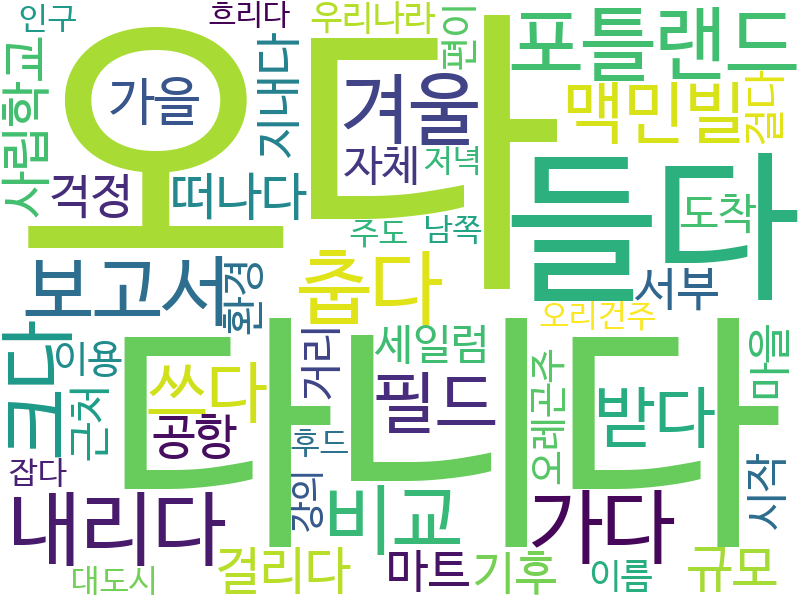 인구
흐리다
우리나라
편이
포틀랜드
오다
가을
지내다
겨울
맥민빌
걸다
사립학교
걱정
떠나다
자체
저녁
들다
도착
주도
남쪽
보고서
환경
춥다
서부
오리건주
크다
이용
다니다
쓰다
거리
세일럼
마을
근처
공항
필드
오레곤주
받다
후드
잡다
내리다
강의
비교
가다
시작
대도시
걸리다
마트
기후
이름
규모